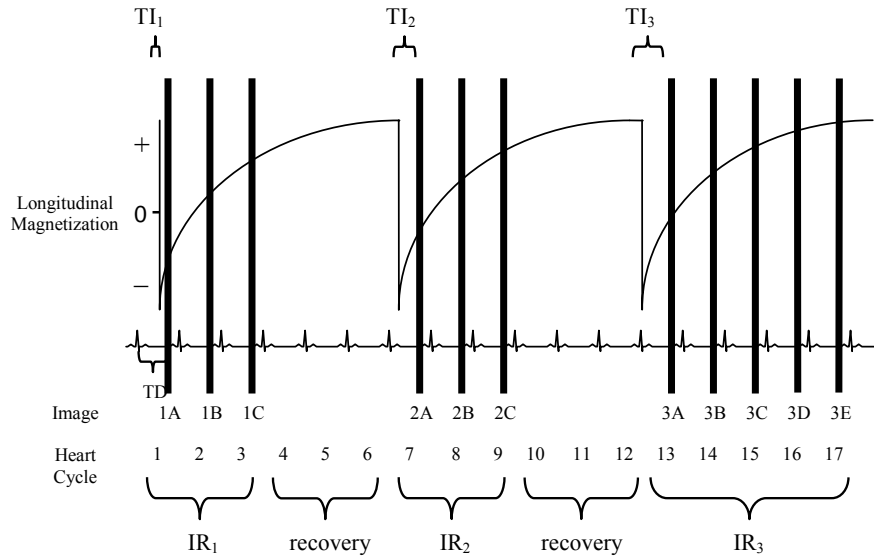 TI₁ TI₂ TI₃
+
Longitudinal
Magnetization
0
−
TD
Image 1A 1B 1C 2A 2B 2C 3A 3B 3C 3D 3E
Heart
Cycle
1 2 3 4 5 6 7 8 9 10 11 12 13 14 15 16 17
IR₁ recovery IR₂ recovery IR₃